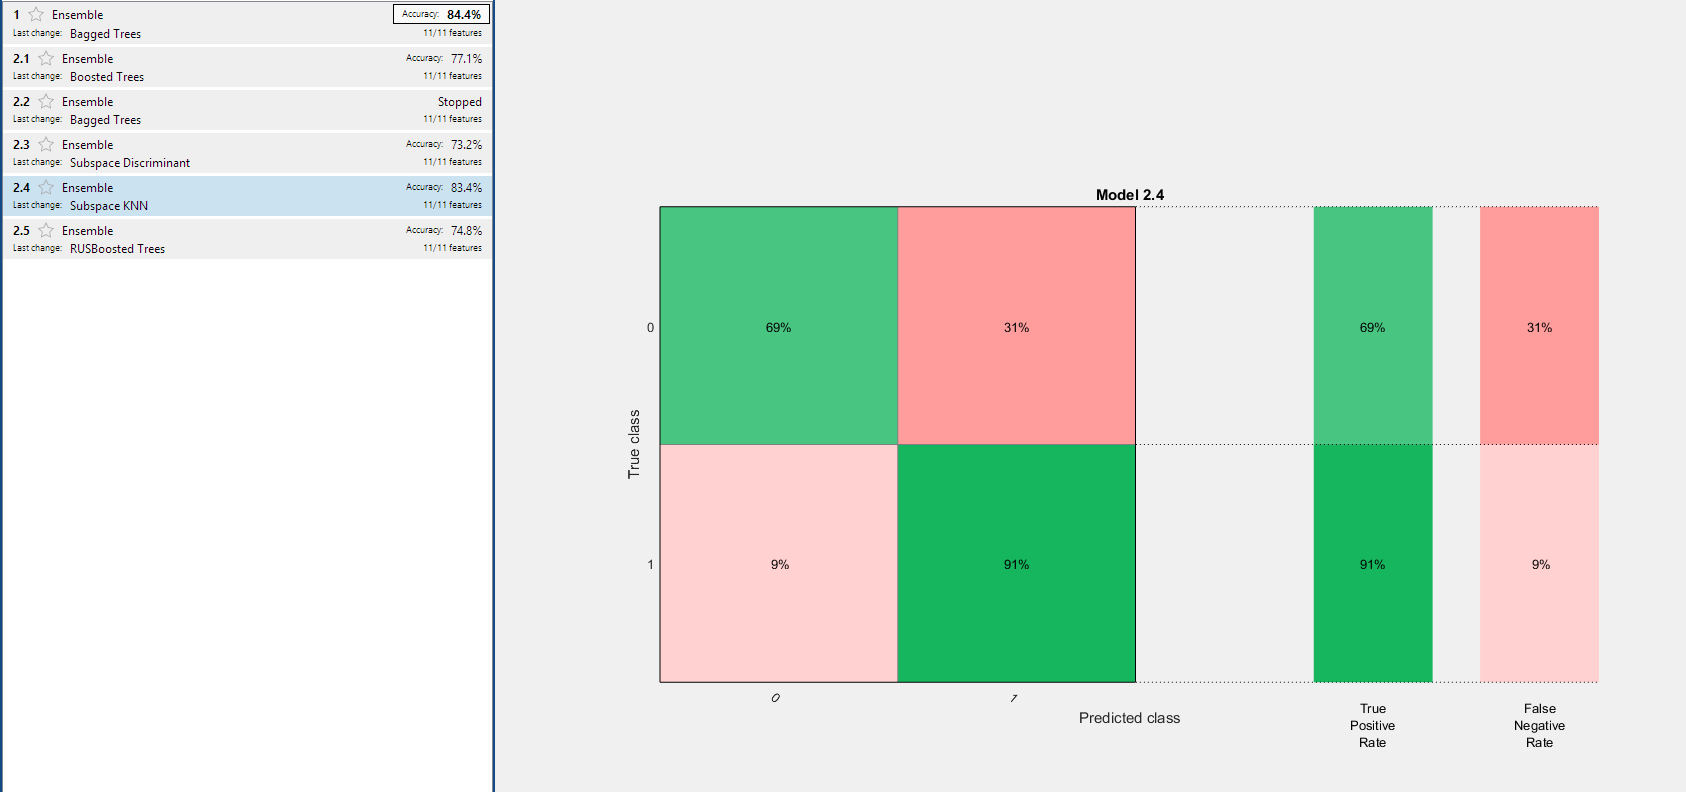 1 Ensemble Accuracy: 84.4%
Last change: Bagged Trees 11/11 features
2.1 Ensemble Accuracy: 77.1%
Last change: Boosted Trees 11/11 features
2.2 Ensemble Stopped
Last change: Bagged Trees 11/11 features
2.3 Ensemble Accuracy: 73.2%
Last change: Subspace Discriminant 11/11 features
2.4 Ensemble Accuracy: 83.4%
Last change: Subspace KNN 11/11 features
2.5 Ensemble Accuracy: 74.8%
Last change: RUSBoosted Trees 11/11 features
Model 2.4
0 69% 31% 69% 31%
True class
1 9% 91% 91% 9%
0 1
Predicted class
True
Positive
Rate
False
Negative
Rate